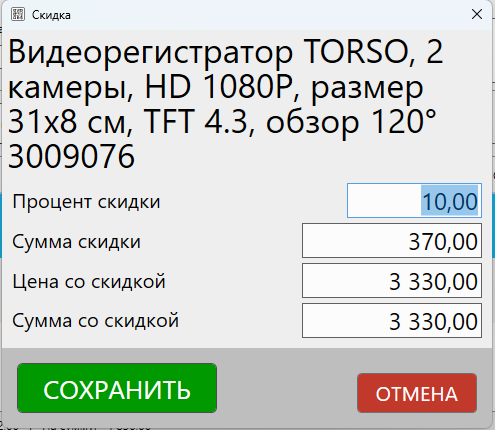 Скидка
Видеорегистратор TORSO, 2
камеры, HD 1080P, размер
31x8 см, TFT 4.3, обзор 120°
3009076
Процент скидки 10,00
Сумма скидки 370,00
Цена со скидкой 3 330,00
Сумма со скидкой 3 330,00
СОХРАНИТЬ ОТМЕНА